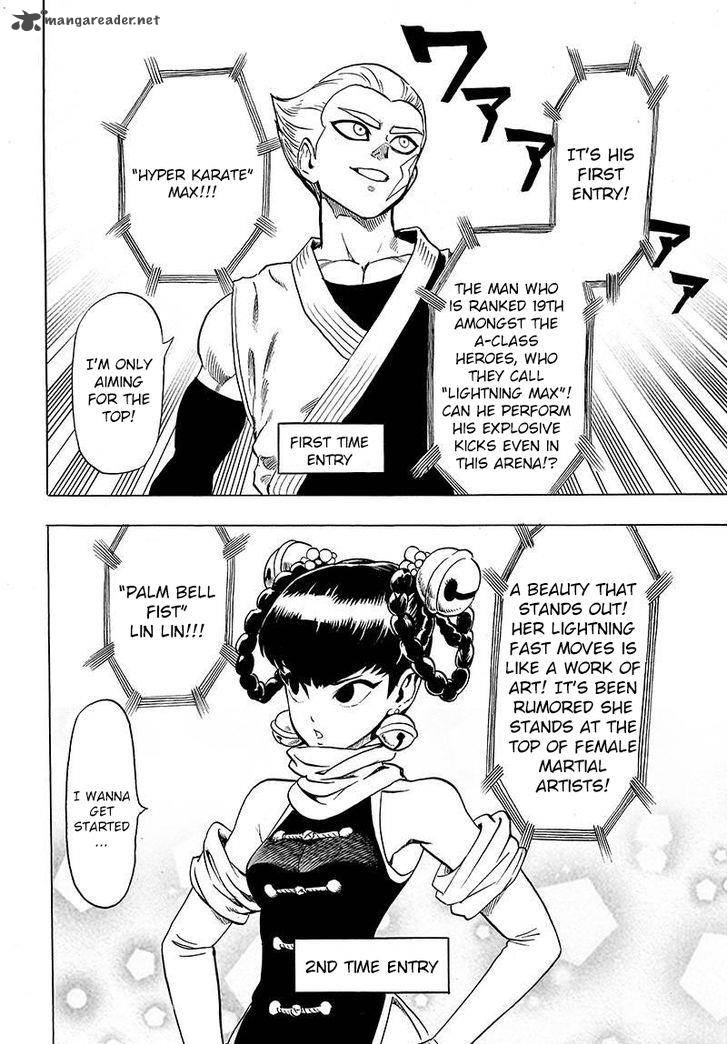 mangareader.net
ワアアアア
IT'S HIS
FIRST
ENTRY!
THE MAN WHO
IS RANKED 19TH
AMONGST THE
A-CLASS
HEROES, WHO
THEY CALL
"LIGHTNING MAX"!
CAN HE PERFORM
HIS EXPLOSIVE
KICKS EVEN IN
THIS ARENA!?
"HYPER KARATE"
MAX!!!
I'M ONLY
AIMING
FOR THE
TOP!
FIRST TIME
ENTRY
A BEAUTY THAT
STANDS OUT!
HER LIGHTNING
FAST MOVES IS
LIKE A WORK OF
ART! IT'S BEEN
RUMORED SHE
STANDS AT THE
TOP OF FEMALE
MARTIAL
ARTISTS!
"PALM BELL
FIST"
LIN LIN!!!
I WANNA
GET
STARTED
...
2ND TIME ENTRY